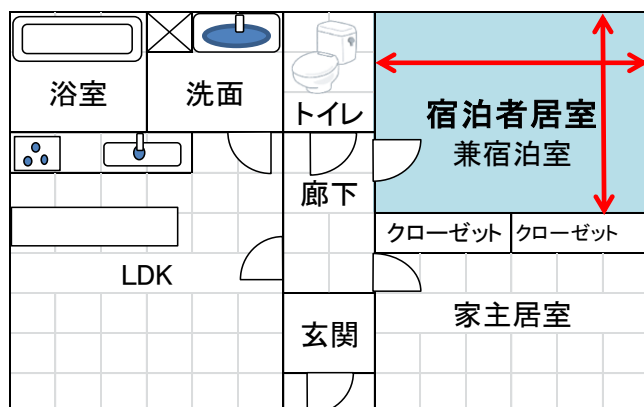 浴室
洗面
トイレ
宿泊者居室
兼宿泊室
廊下
クローゼット
クローゼット
LDK
家主居室
玄関